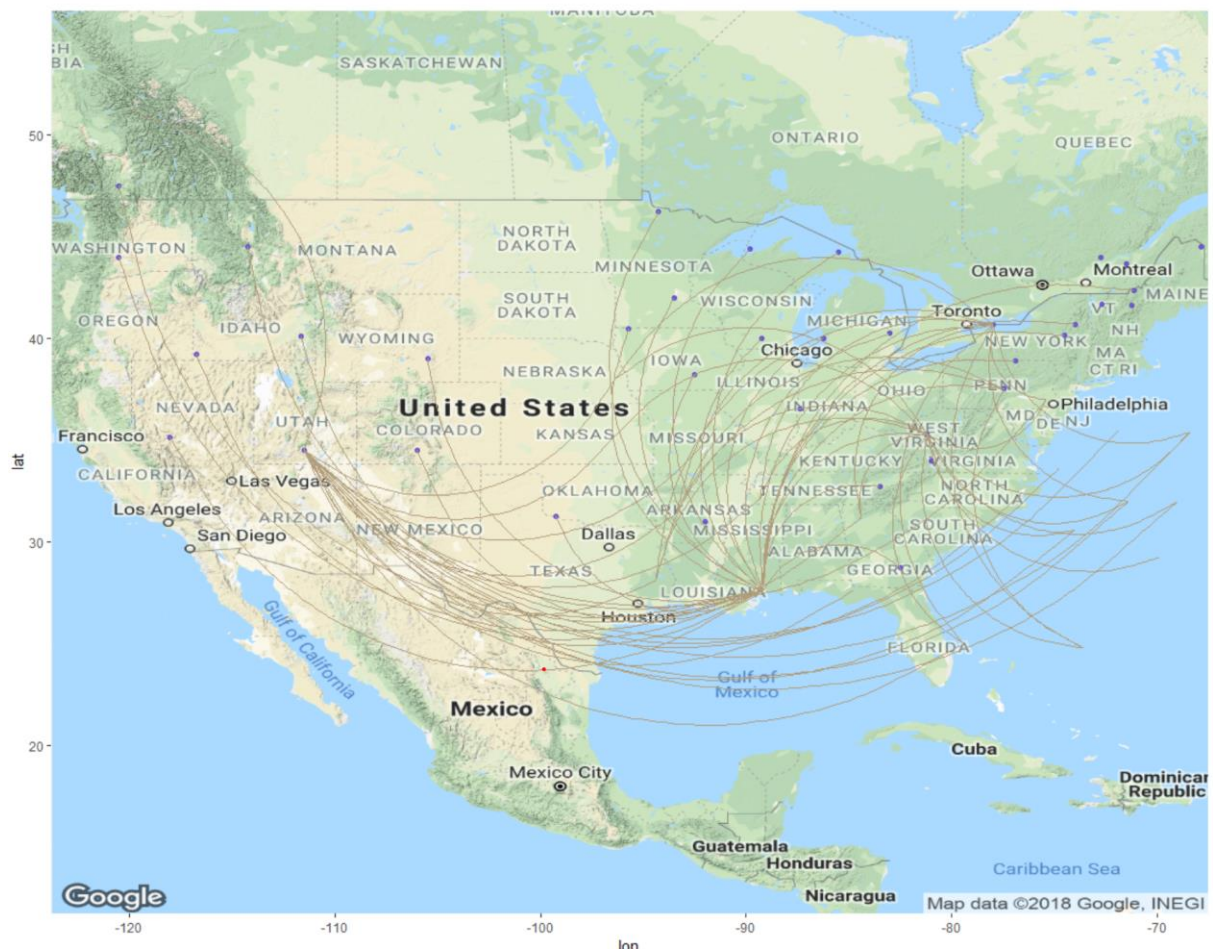 MANITOBA
SASKATCHEWAN
50
ONTARIO
QUEBEC
WASHINGTON
MONTANA
NORTH
DAKOTA
MINNESOTA
Ottawa
Montreal
MAINE
OREGON
IDAHO
SOUTH
DAKOTA
WISCONSIN
MICHIGAN
Toronto
VT
NH
40
WYOMING
Chicago
NEW YORK
MA
CT RI
NEBRASKA
IOWA
ILLINOIS
INDIANA
OHIO
PENN
United States
NEVADA
UTAH
COLORADO
KANSAS
MISSOURI
WEST
VIRGINIA
Philadelphia
MD
DE NJ
Francisco
CALIFORNIA
Las Vegas
KENTUCKY
VIRGINIA
lat
Los Angeles
ARIZONA
NEW MEXICO
OKLAHOMA
ARKANSAS
TENNESSEE
NORTH
CAROLINA
San Diego
Dallas
MISSISSIPPI
SOUTH
CAROLINA
30
TEXAS
ALABAMA
GEORGIA
LOUISIANA
Houston
Gulf of California
FLORIDA
Gulf of
Mexico
Mexico
20
Cuba
Mexico City
Dominican
Republic
Guatemala
Honduras
Caribbean Sea
Nicaragua
Google
Map data ©2018 Google, INEGI
-120
-110
-100
-90
-80
-70
lon